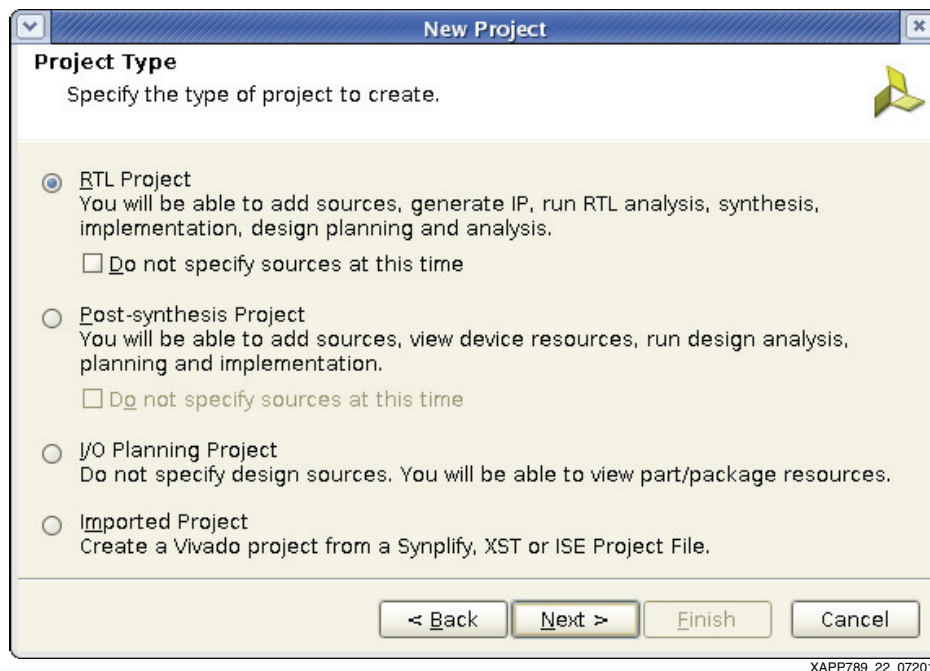 New Project
Project Type
Specify the type of project to create.
RTL Project
You will be able to add sources, generate IP, run RTL analysis, synthesis,
implementation, design planning and analysis.
Do not specify sources at this time
Post-synthesis Project
You will be able to add sources, view device resources, run design analysis,
planning and implementation.
Do not specify sources at this time
I/O Planning Project
Do not specify design sources. You will be able to view part/package resources.
Imported Project
Create a Vivado project from a Synplify, XST or ISE Project File.
< Back Next > Finish Cancel